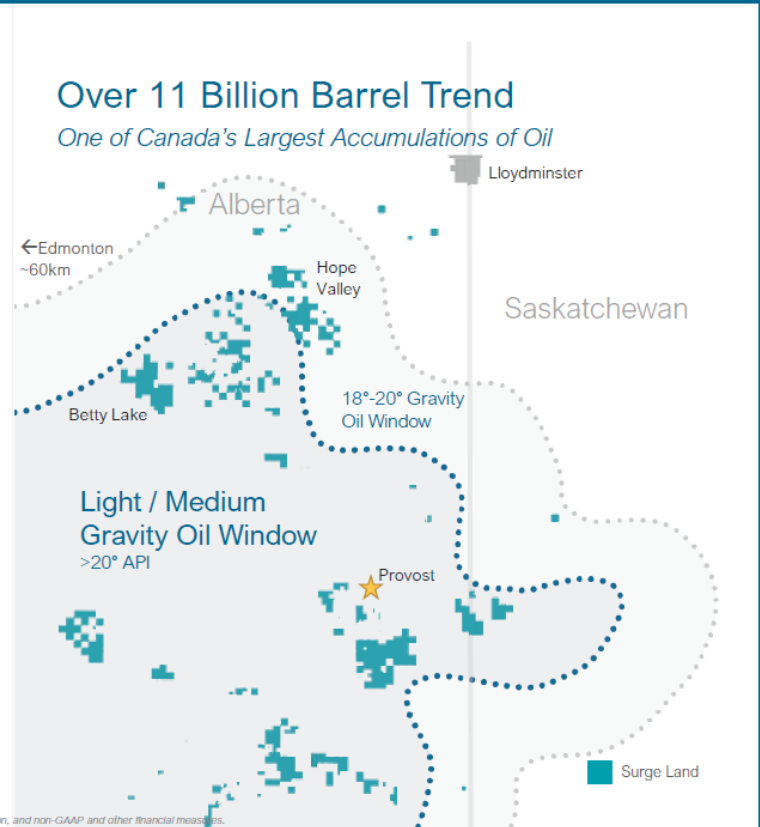 Over 11 Billion Barrel Trend
One of Canada's Largest Accumulations of Oil
Lloydminster
Alberta
←Edmonton
~60km
Hope
Valley
Saskatchewan
18°-20° Gravity
Oil Window
Betty Lake
Light / Medium
Gravity Oil Window
>20° API
Provost
Surge Land
n, and non-GAAP and other financial measures.